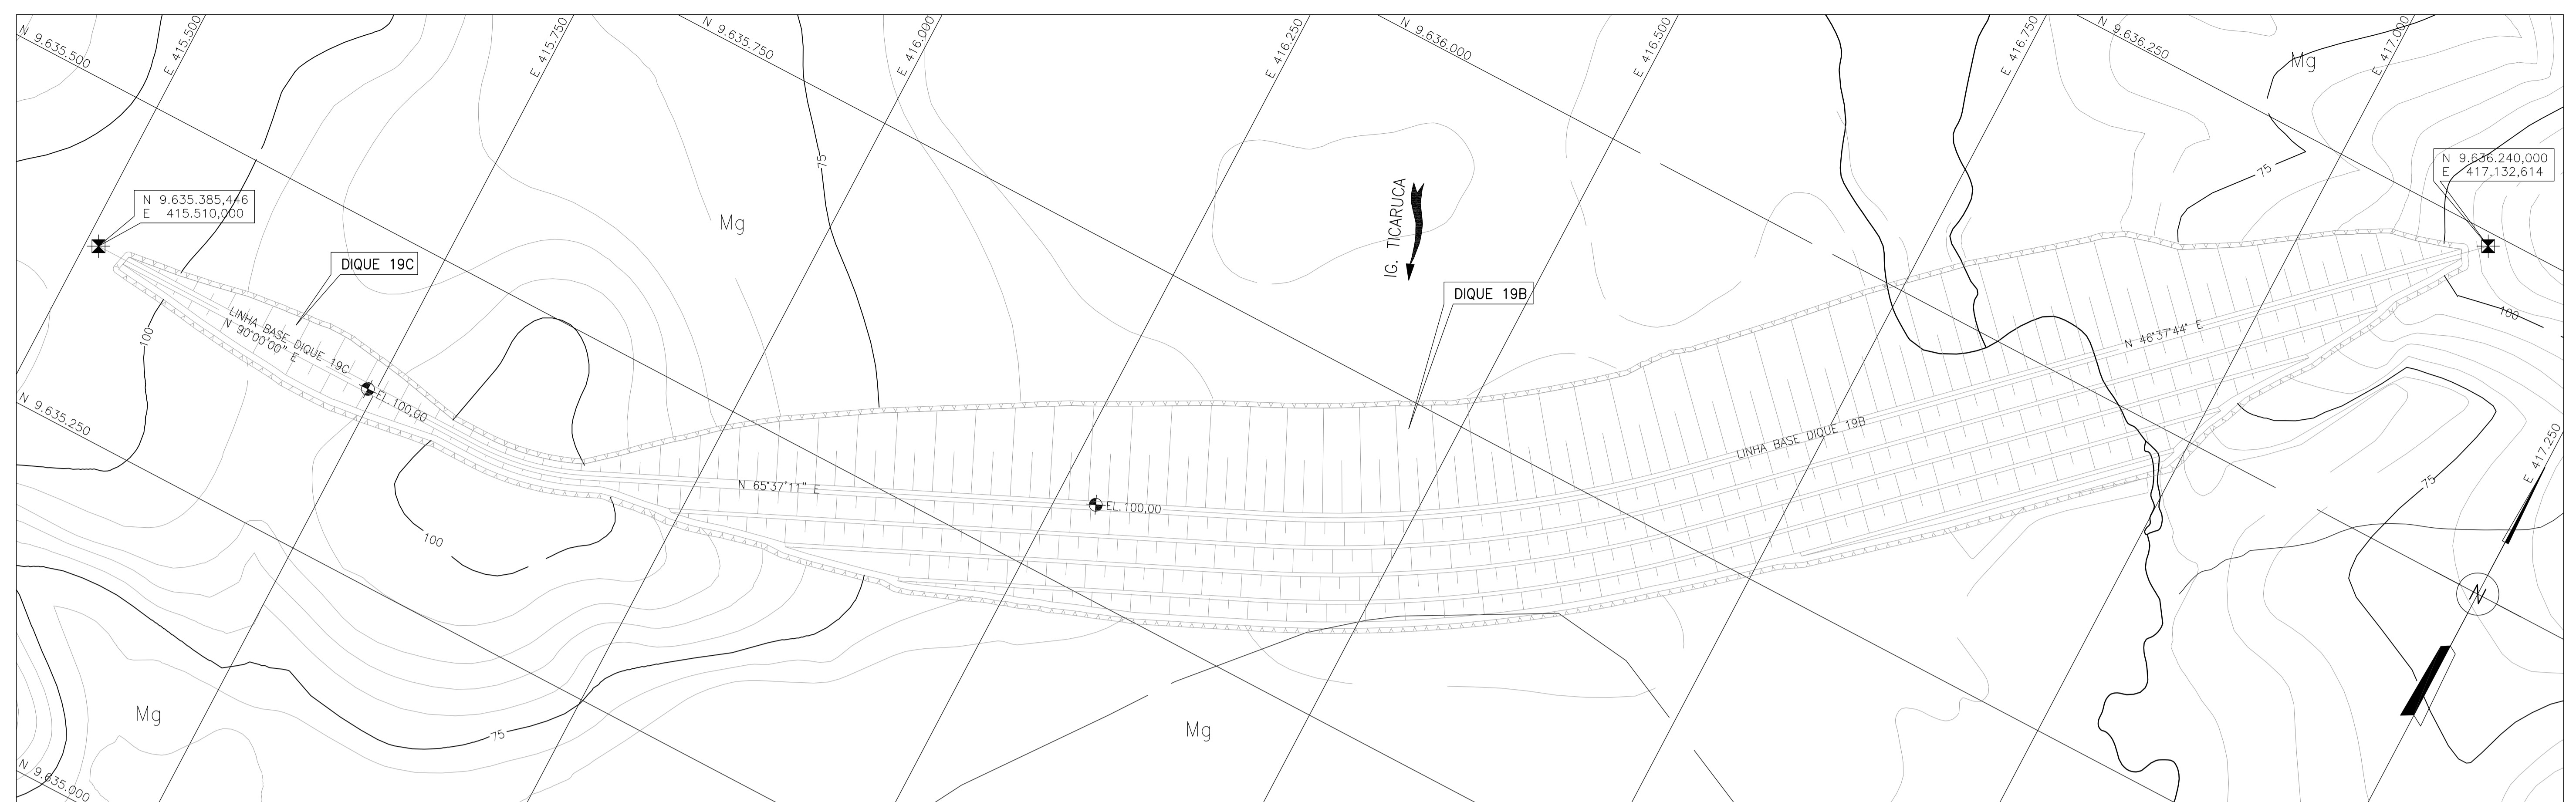 N 9.635.500
E 415.500
E 415.750
E 416.000
N 9.635.750
E 416.250
N 9.636.000
E 416.500
E 416.750
N 9.636.250
E 417.000
Mg
75
75
N 9.636.240,000
E 417.132,614
N 9.635.385,446
E 415.510,000
Mg
IG. TICARUCA
DIQUE 19C
DIQUE 19B
100
LINHA BASE DIQUE 19C
N 90°00'00" E
EL.100,00
100
N 46°37'44" E
LINHA BASE DIQUE 19B
N 9.635.250
N 65°37'11" E
EL.100,00
75
E 417.250
100
N
Mg
75
Mg
N 9.635.000